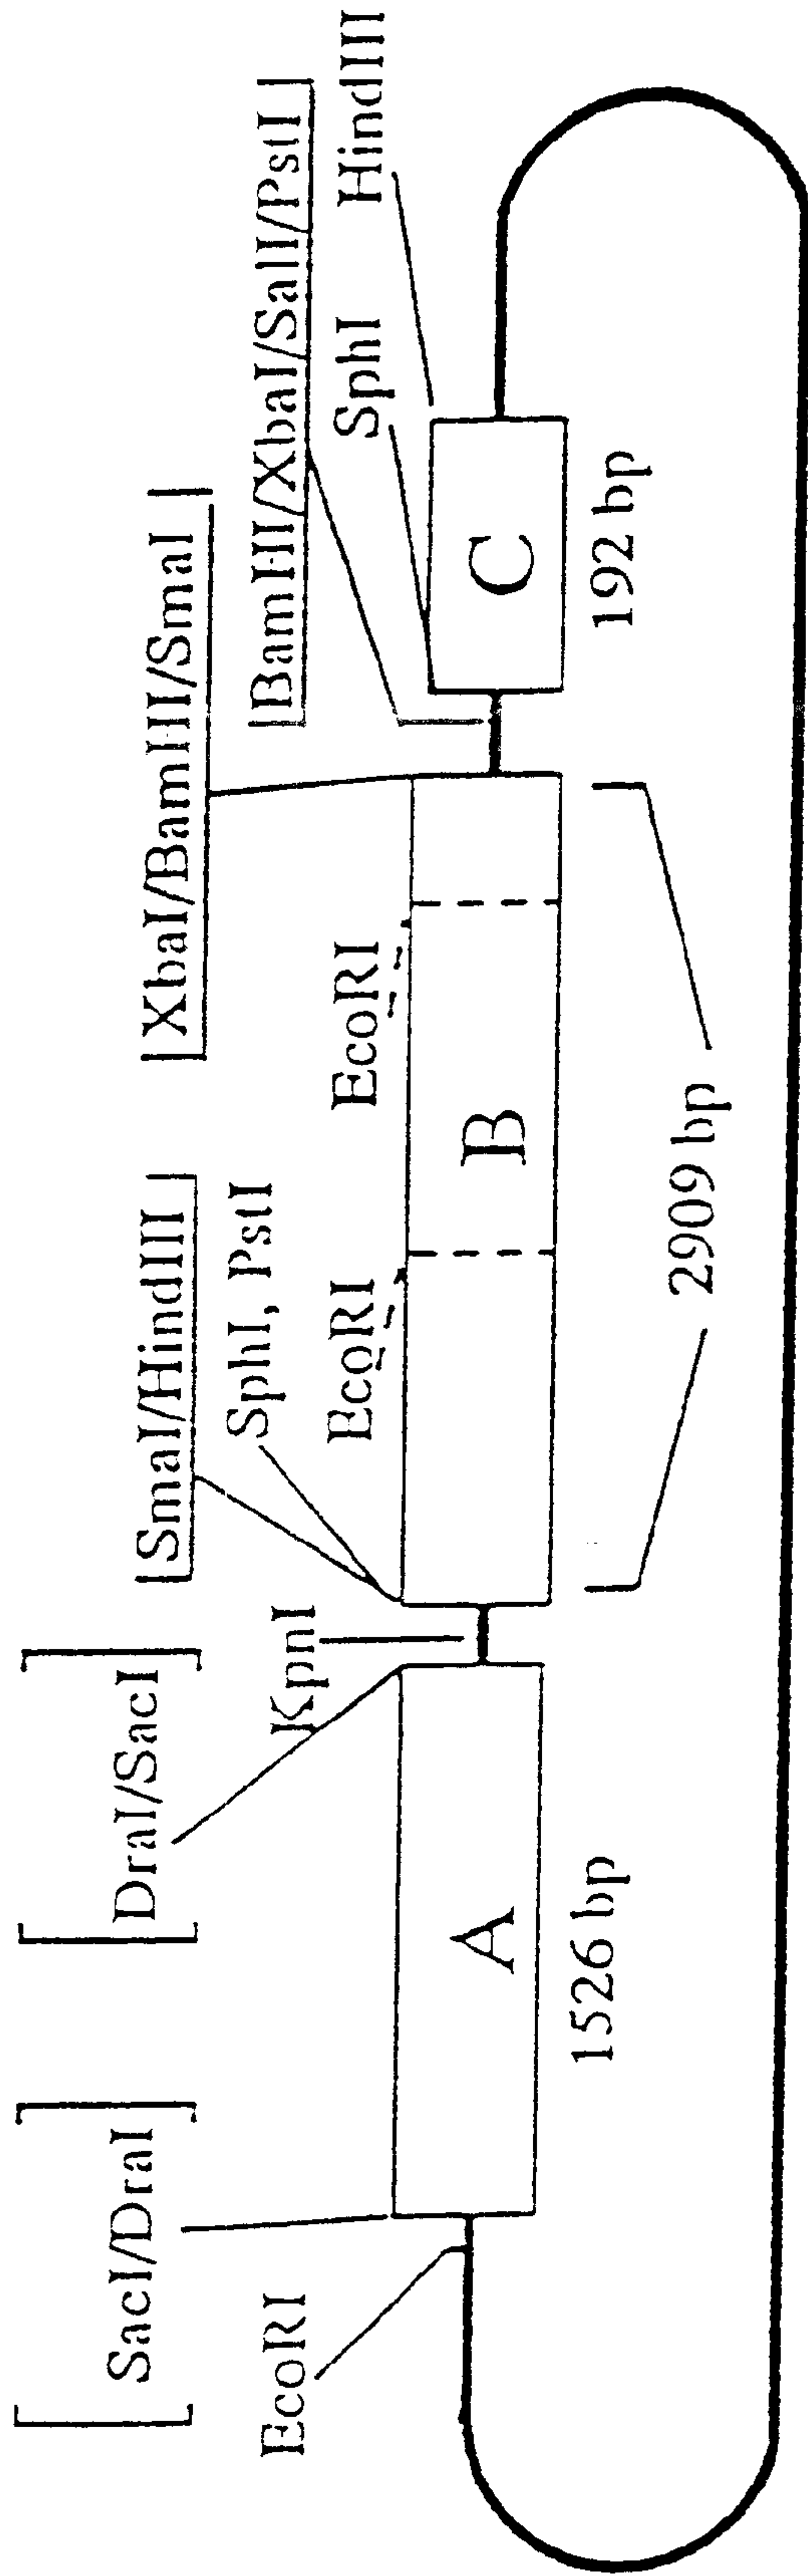 [SacI/DraI]
[DraI/SacI]
[SmaI/HindIII]
[XbaI/BamHI/SmaI]
[BamHI/XbaI/SalI/PstI]
EcoRI
KpnI
SphI, PstI
EcoRI
EcoRI
SphI
HindIII
A
B
C
1526 bp
2909 bp
192 bp